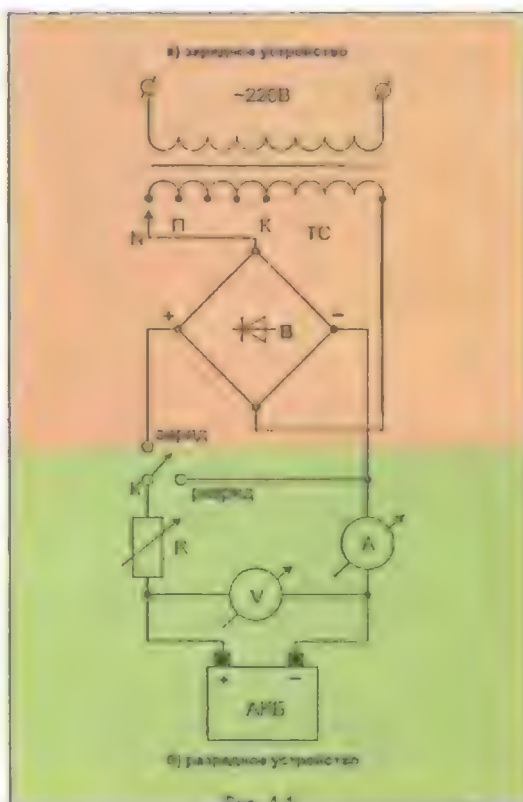 а) зарядное устройство
~220В
N П К ТС
+ В −
заряд
К разряд
R А
V
+ −
АКБ
б) разрядное устройство